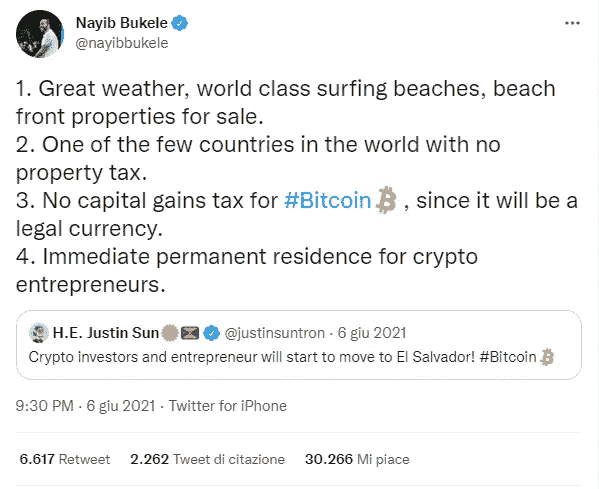 Nayib Bukele
@nayibbukele
1. Great weather, world class surfing beaches, beach
front properties for sale.
2. One of the few countries in the world with no
property tax.
3. No capital gains tax for #Bitcoin , since it will be a
legal currency.
4. Immediate permanent residence for crypto
entrepreneurs.
H.E. Justin Sun @justinsuntron · 6 giu 2021
Crypto investors and entrepreneur will start to move to El Salvador! #Bitcoin
9:30 PM · 6 giu 2021 · Twitter for iPhone
6.617 Retweet 2.262 Tweet di citazione 30.266 Mi piace